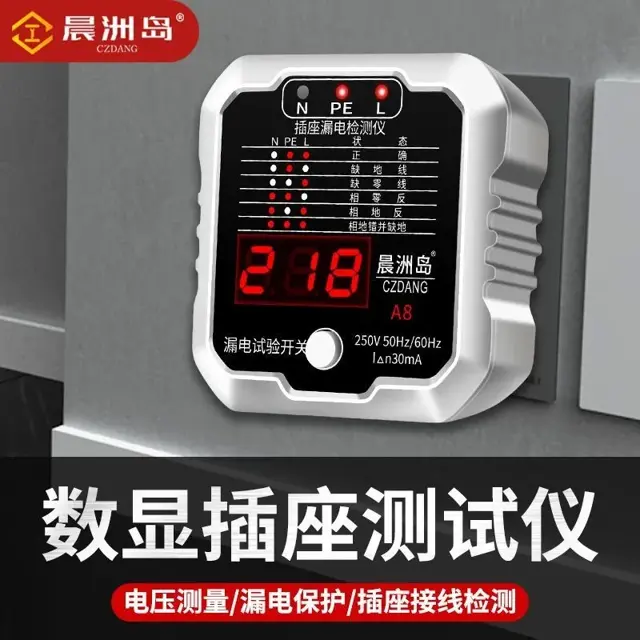 晨洲岛®
CZDANG
N PE L
插座漏电检测仪
N PE L 状态
正确
缺地线
缺零线
相零反
相地反
相地错并缺地
218
晨洲岛®
CZDANG
A8
漏电试验开关
250V 50Hz/60Hz
I△n30mA
数显插座测试仪
电压测量/漏电保护/插座接线检测